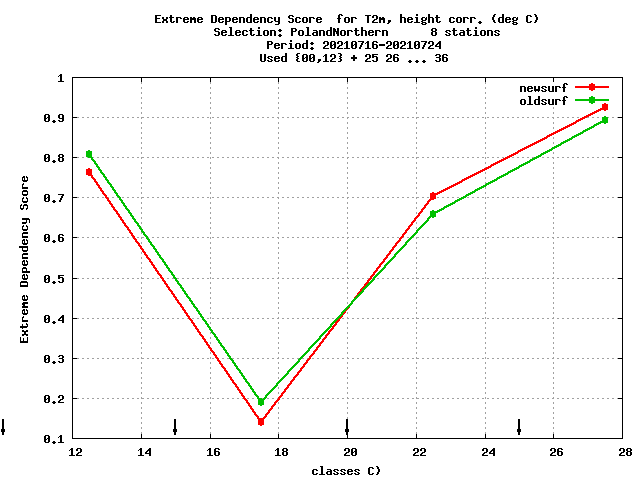 Extreme Dependency Score  for T2m, height corr. (deg C)
Selection: PolandNorthern      8 stations
Period: 20210716-20210724
Used {00,12} + 25 26 ... 36
newsurf
oldsurf
Extreme Dependency Score
1
0.9
0.8
0.7
0.6
0.5
0.4
0.3
0.2
0.1
12 14 16 18 20 22 24 26 28
classes C)